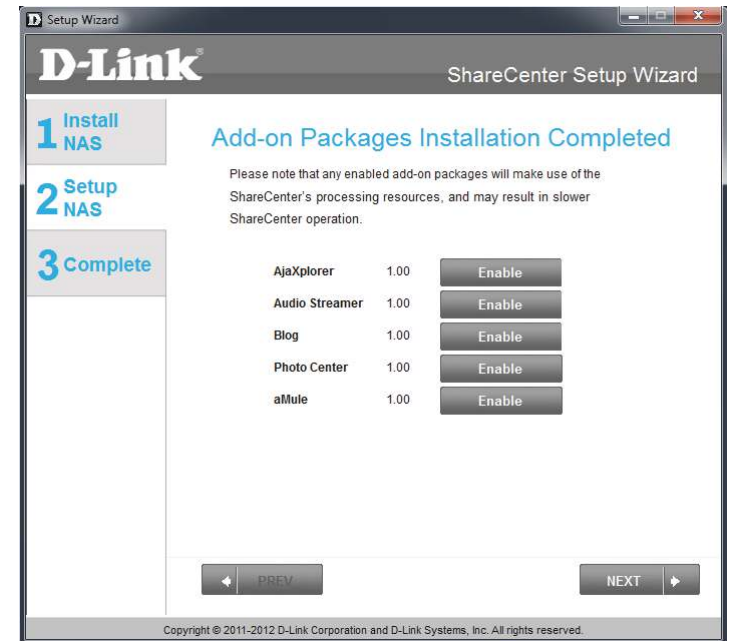 Setup Wizard
D-Link®
ShareCenter Setup Wizard
1 Install
NAS
2 Setup
NAS
3 Complete
Add-on Packages Installation Completed
Please note that any enabled add-on packages will make use of the
ShareCenter's processing resources, and may result in slower
ShareCenter operation.
AjaXplorer 1.00 Enable
Audio Streamer 1.00 Enable
Blog 1.00 Enable
Photo Center 1.00 Enable
aMule 1.00 Enable
PREV
NEXT
Copyright © 2011-2012 D-Link Corporation and D-Link Systems, Inc. All rights reserved.